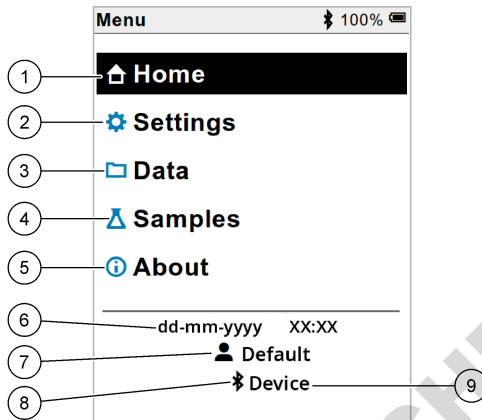 Menu 100%
1 Home
2 Settings
3 Data
4 Samples
5 About
6 dd-mm-yyyy XX:XX
7 Default
8 Device 9